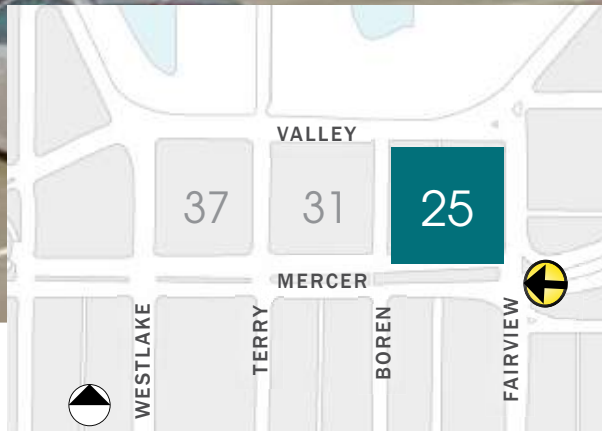 VALLEY
37
31
25
MERCER
WESTLAKE
TERRY
BOREN
FAIRVIEW